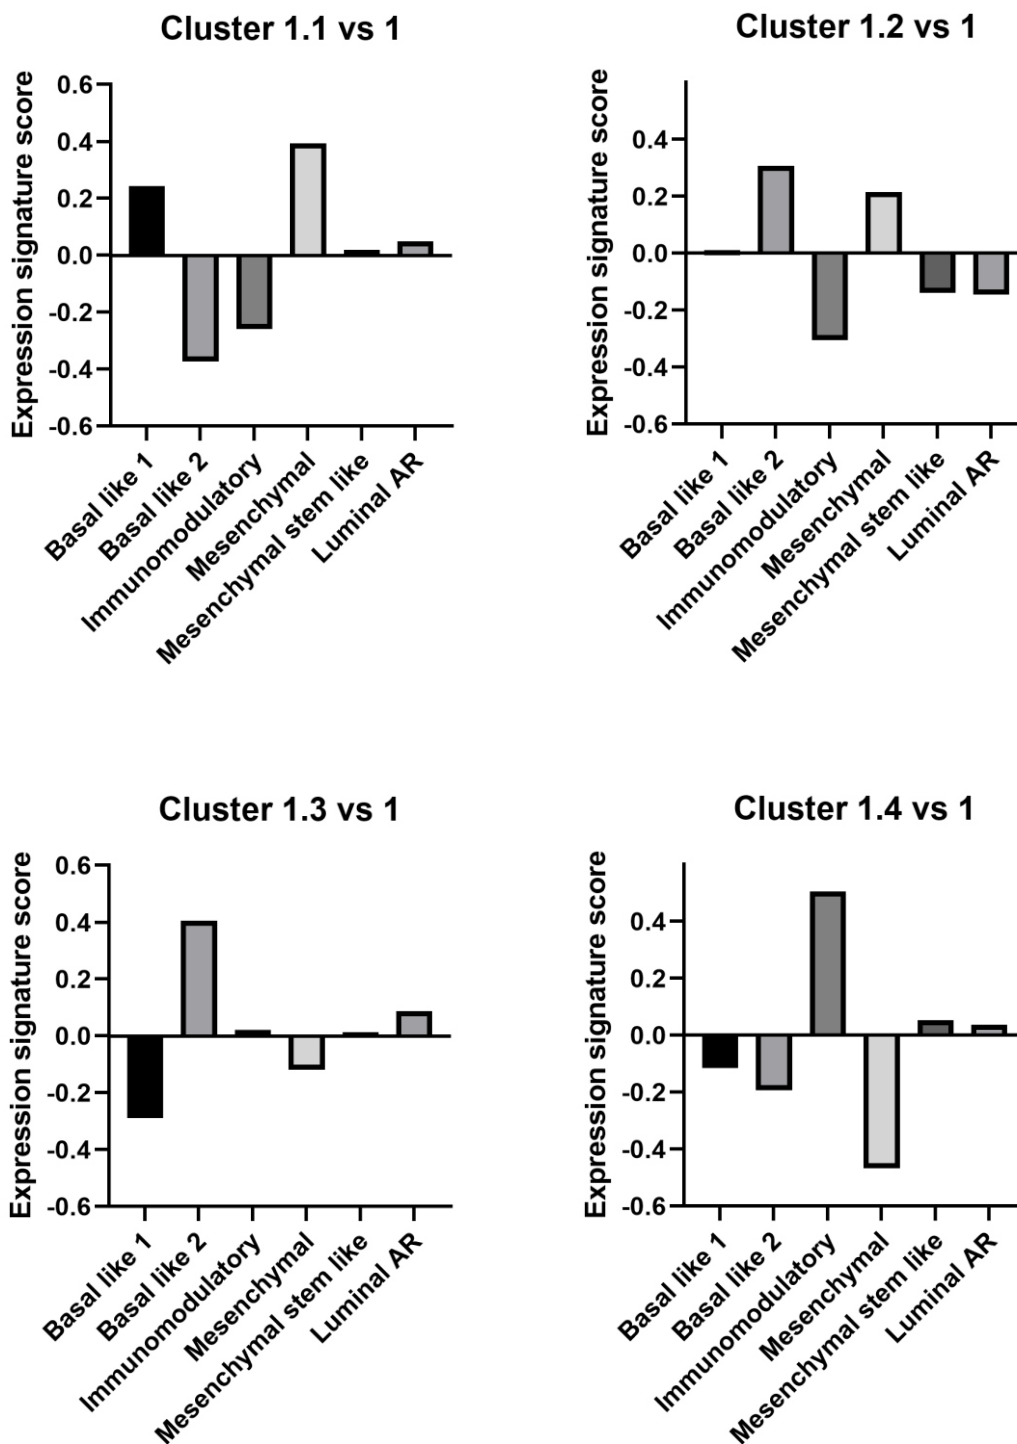 Cluster 1.1 vs 1
Expression signature score
0.6
0.4
0.2
0.0
-0.2
-0.4
-0.6
Basal like 1
Basal like 2
Immunomodulatory
Mesenchymal
Mesenchymal stem like
Luminal AR
Cluster 1.2 vs 1
Expression signature score
0.4
0.2
0.0
-0.2
-0.4
-0.6
Basal like 1
Basal like 2
Immunomodulatory
Mesenchymal
Mesenchymal stem like
Luminal AR
Cluster 1.3 vs 1
Expression signature score
0.6
0.4
0.2
0.0
-0.2
-0.4
-0.6
Basal like 1
Basal like 2
Immunomodulatory
Mesenchymal
Mesenchymal stem like
Luminal AR
Cluster 1.4 vs 1
Expression signature score
0.4
0.2
0.0
-0.2
-0.4
-0.6
Basal like 1
Basal like 2
Immunomodulatory
Mesenchymal
Mesenchymal stem like
Luminal AR